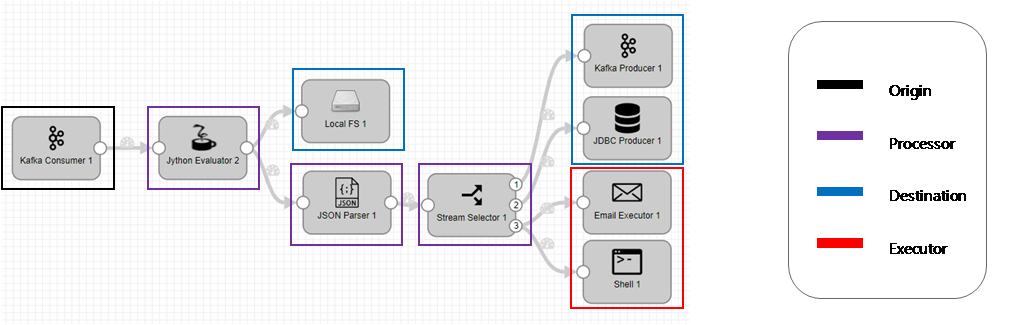 Kafka Consumer 1
Jython Evaluator 2
Local FS 1
{;}
JSON
JSON Parser 1
Stream Selector 1
1
2
3
Kafka Producer 1
JDBC Producer 1
Email Executor 1
>-
Shell 1
Origin
Processor
Destination
Executor